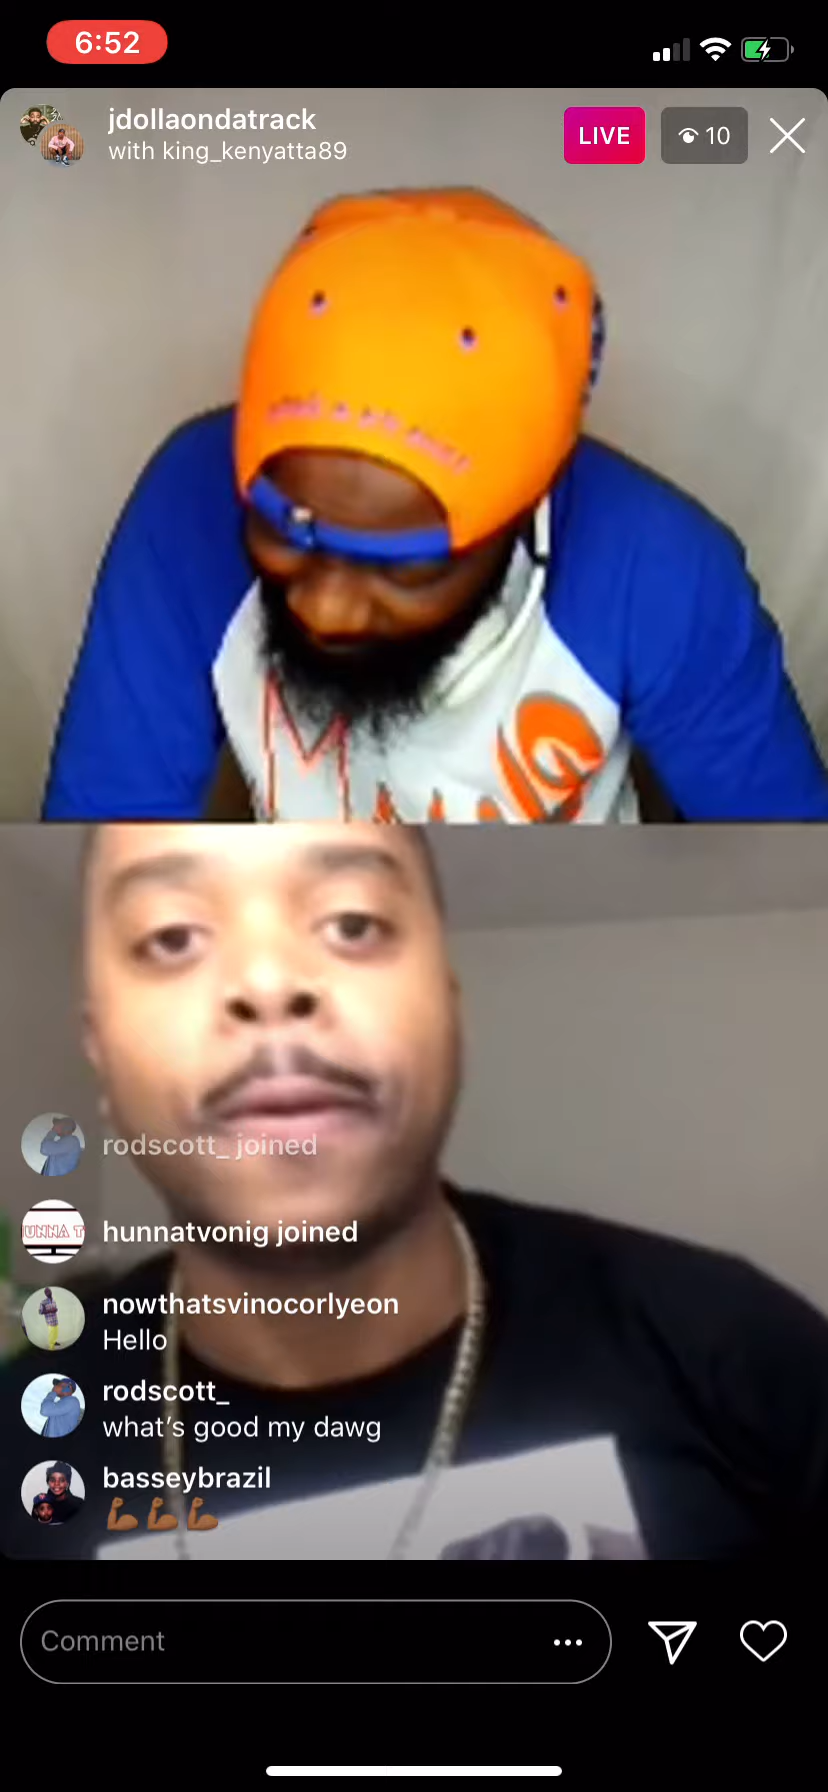 6:52
jdollaondatrack
with king_kenyatta89
LIVE
10
rodscott_ joined
UNNA T
hunnatvonig joined
nowthatsvinocorlyeon
Hello
rodscott_
what's good my dawg
basseybrazil
💪🏾💪🏾💪🏾
Comment